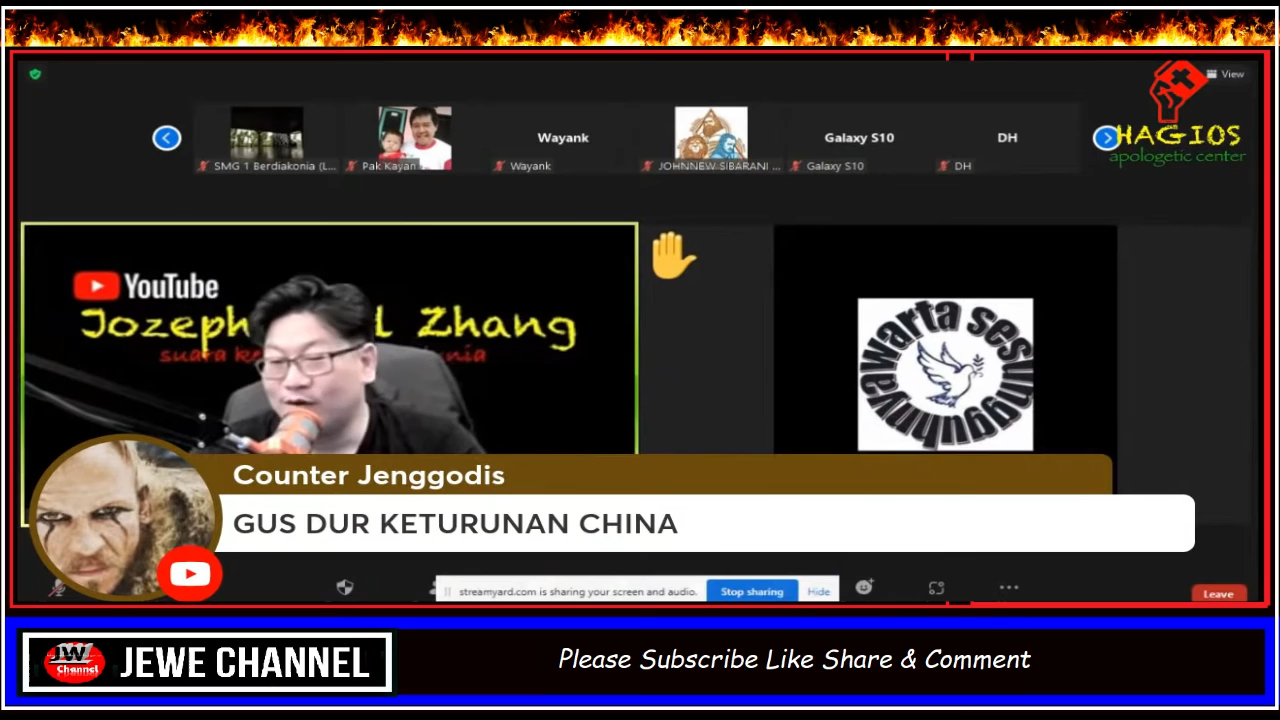 View
HAGIOS
apologetic center
Wayank
Galaxy S10
DH
SMG 1 Berdiakonia (L...
Pak Kayan
Wayank
JOHNNEW SIBARANI ...
Galaxy S10
DH
YouTube
Jozeph Zhang
warta sesungguhnya
Counter Jenggodis
GUS DUR KETURUNAN CHINA
streamyard.com is sharing your screen and audio.
Stop sharing
Hide
Leave
JW
Channel
JEWE CHANNEL
Please Subscribe Like Share & Comment